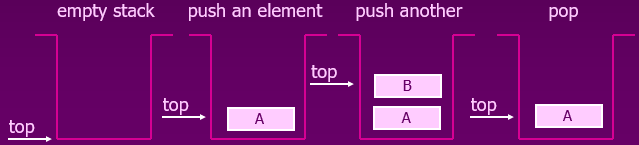 empty stack
push an element
push another
pop
top
top
A
top
B
A
top
A